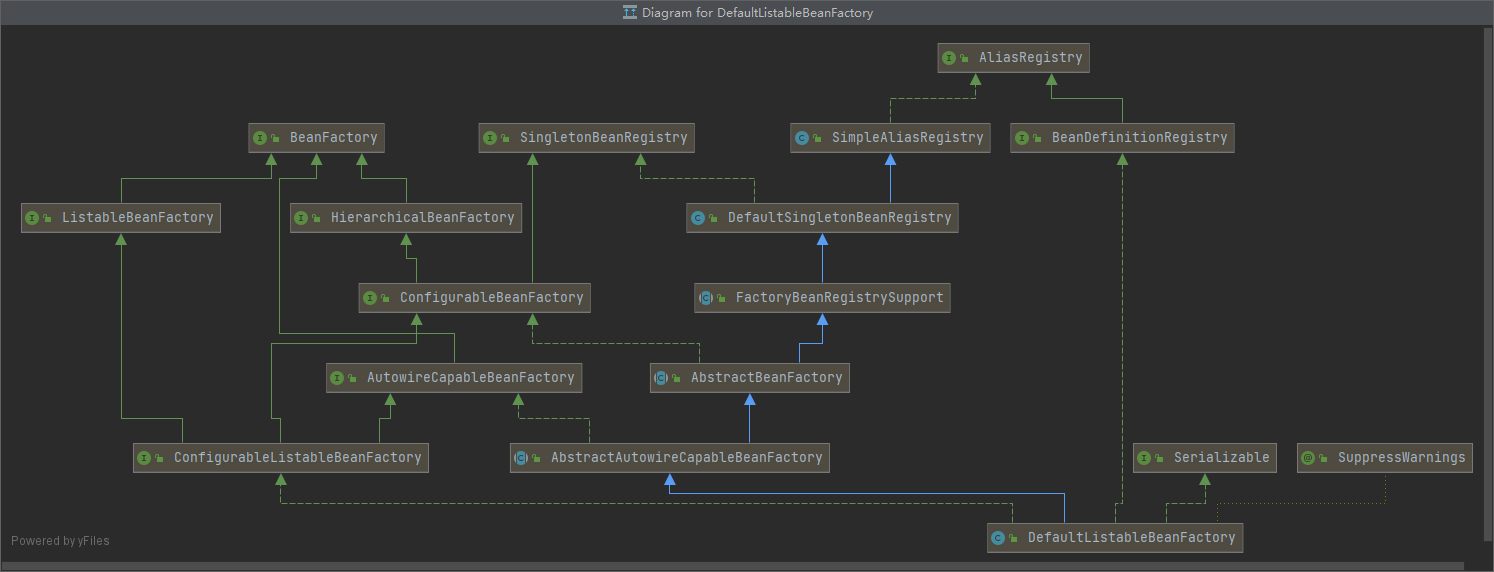 Diagram for DefaultListableBeanFactory
AliasRegistry
BeanFactory
SingletonBeanRegistry
SimpleAliasRegistry
BeanDefinitionRegistry
ListableBeanFactory
HierarchicalBeanFactory
DefaultSingletonBeanRegistry
ConfigurableBeanFactory
FactoryBeanRegistrySupport
AutowireCapableBeanFactory
AbstractBeanFactory
ConfigurableListableBeanFactory
AbstractAutowireCapableBeanFactory
Serializable
SuppressWarnings
DefaultListableBeanFactory
Powered by yFiles